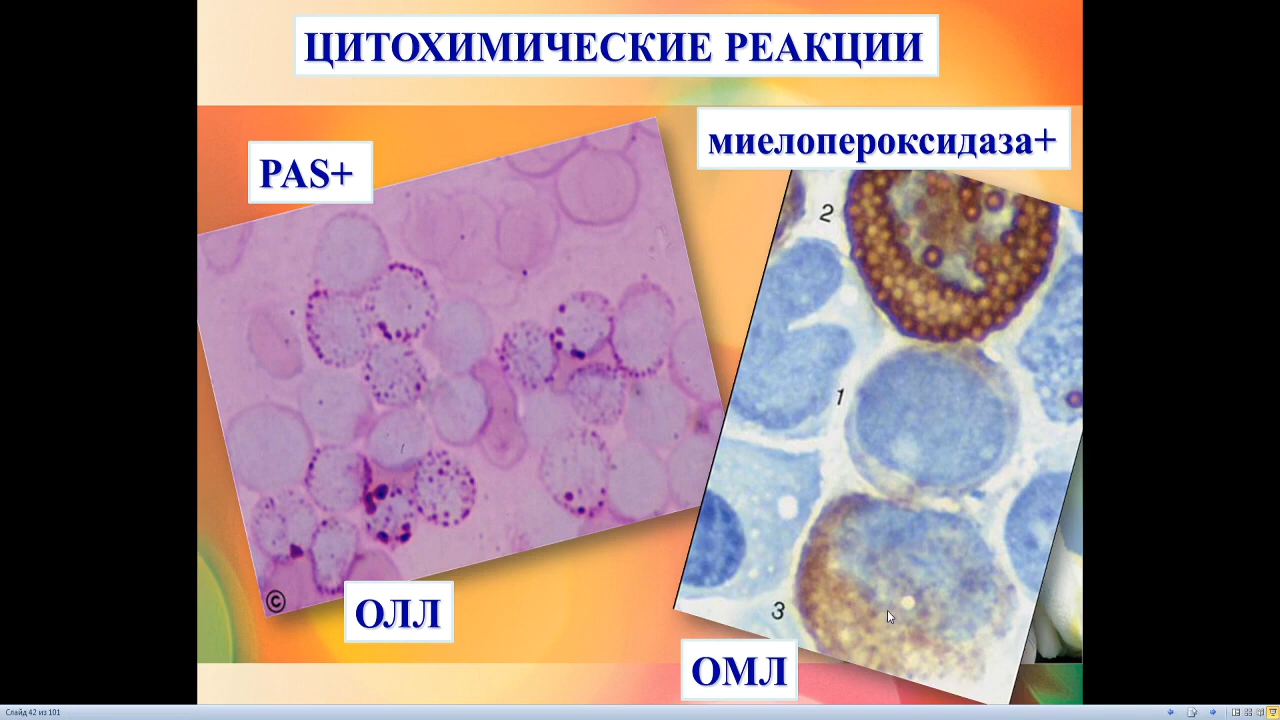 ЦИТОХИМИЧЕСКИЕ РЕАКЦИИ
PAS+
миелопероксидаза+
2
1
3
©
ОЛЛ
ОМЛ
Слайд 42 из 101